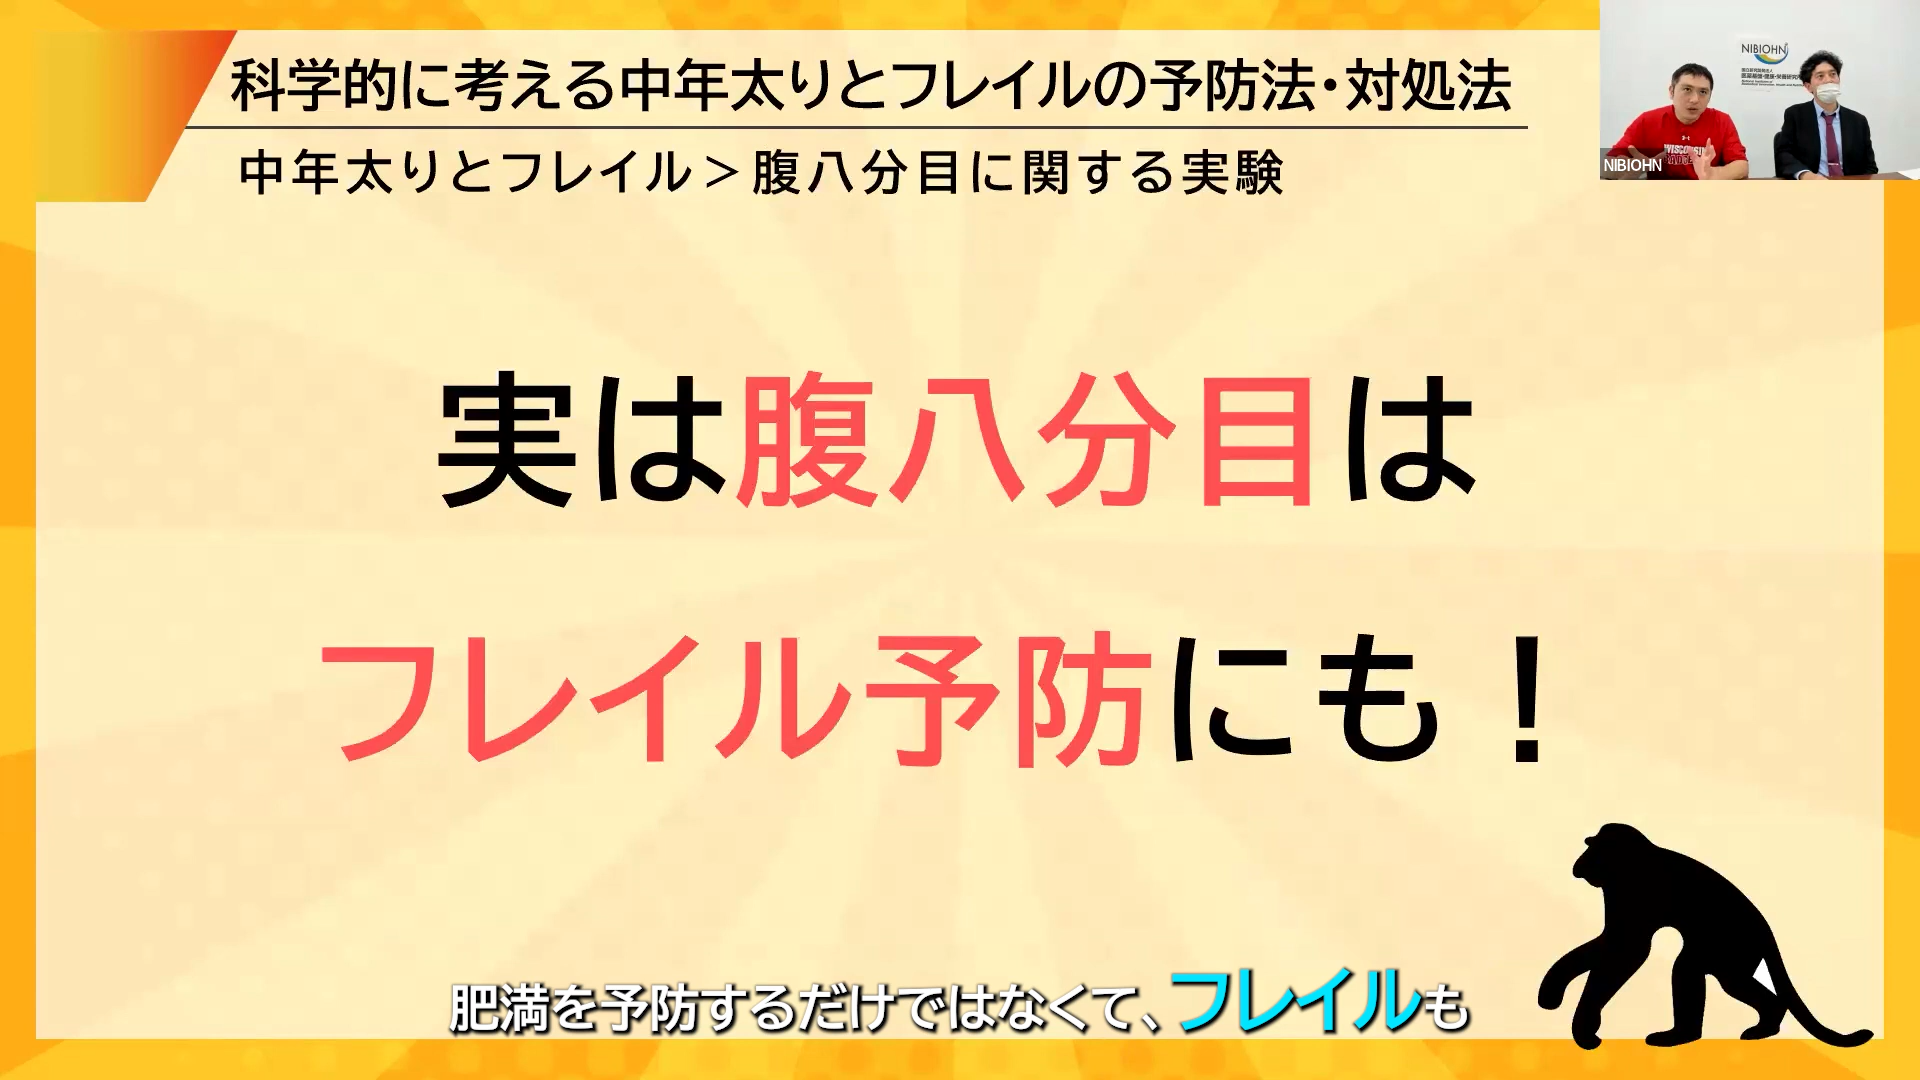 科学的に考える中年太りとフレイルの予防法・対処法
中年太りとフレイル＞腹八分目に関する実験
NIBIOHN
NIBIOHN
実は腹八分目は
フレイル予防にも！
肥満を予防するだけではなくて、フレイルも